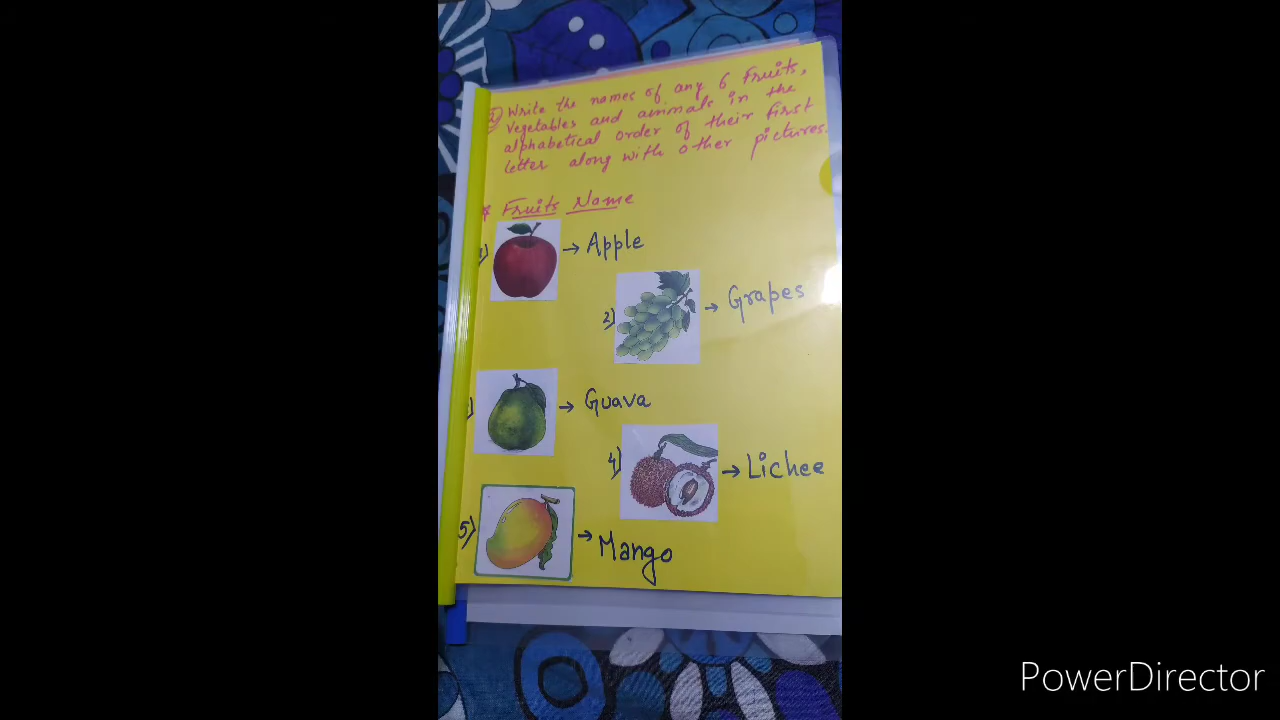 2) Write the names of any 6 Fruits,
Vegetables and animals in the
alphabetical order of their first
letter along with other pictures.
* Fruits Name
1) → Apple
2) → Grapes
) → Guava
4) → Lichee
5) → Mango
PowerDirector